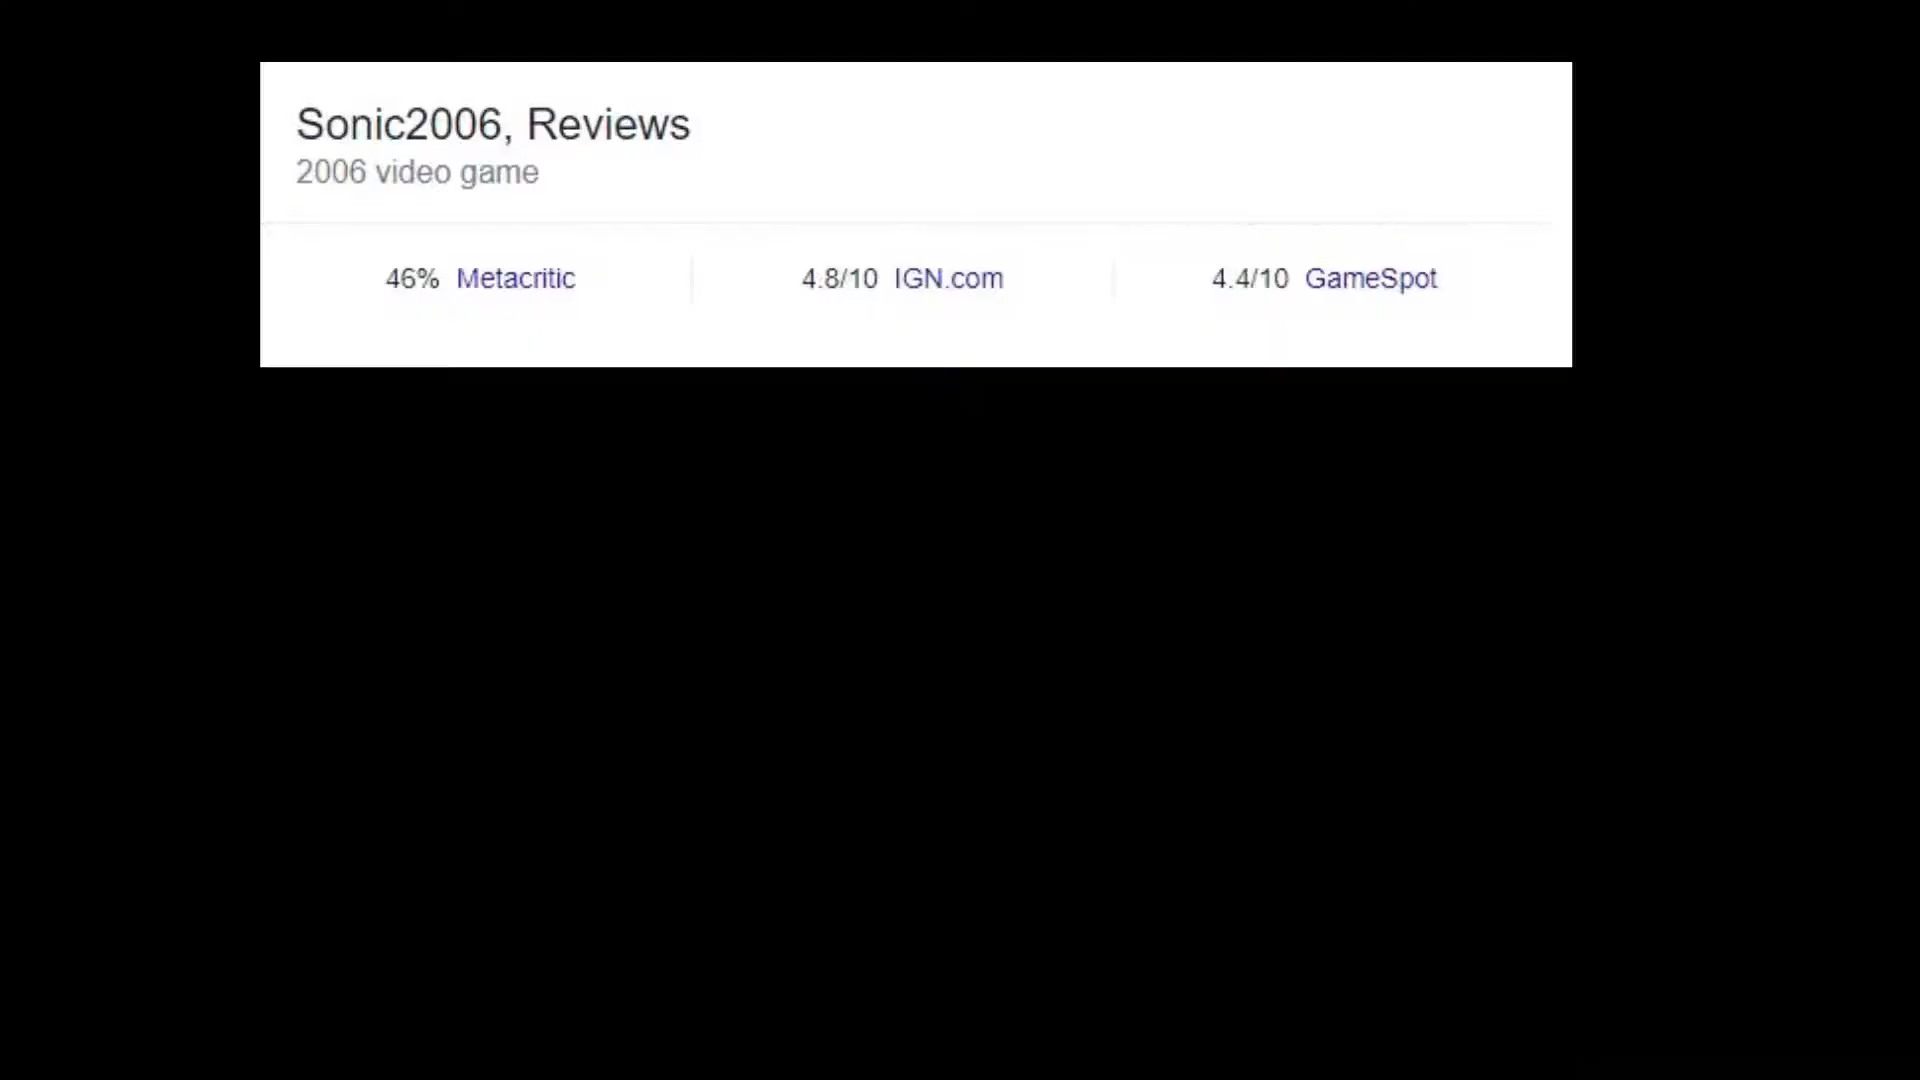 Sonic2006, Reviews
2006 video game
46% Metacritic 4.8/10 IGN.com 4.4/10 GameSpot